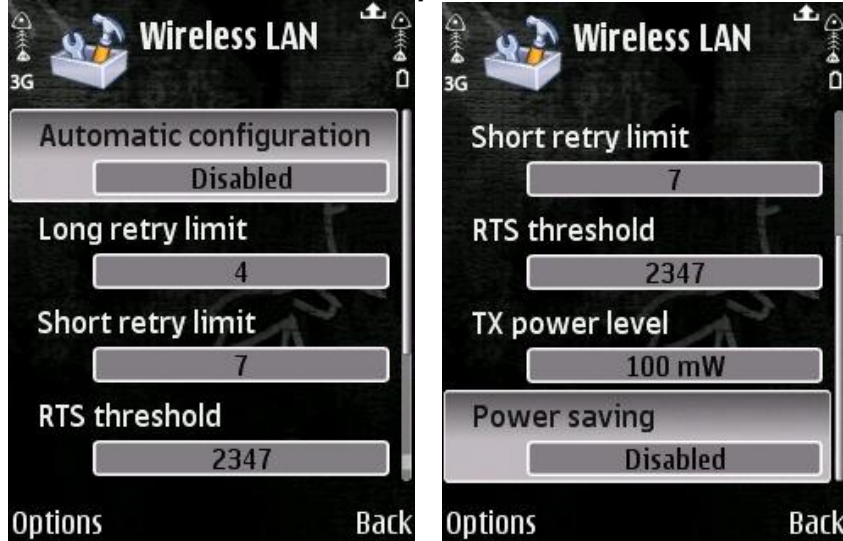 Wireless LAN
3G
Automatic configuration
Disabled
Long retry limit
4
Short retry limit
7
RTS threshold
2347
Options Back
Wireless LAN
3G
Short retry limit
7
RTS threshold
2347
TX power level
100 mW
Power saving
Disabled
Options Back